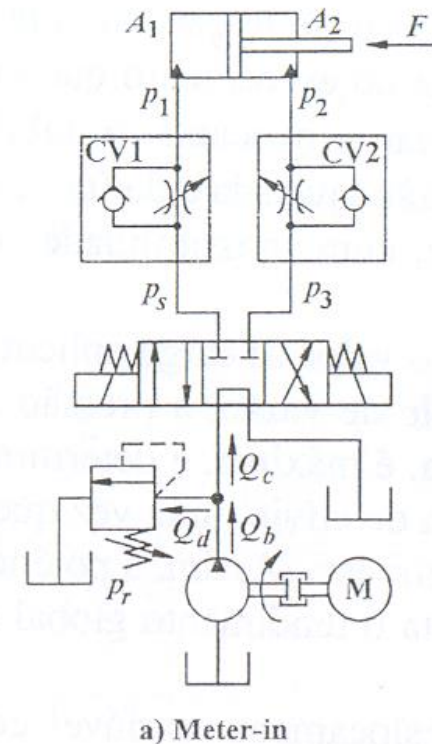 A1 A2 F
p1 p2
CV1 CV2
ps p3
Qc
Qd Qb
pr M
a) Meter-in